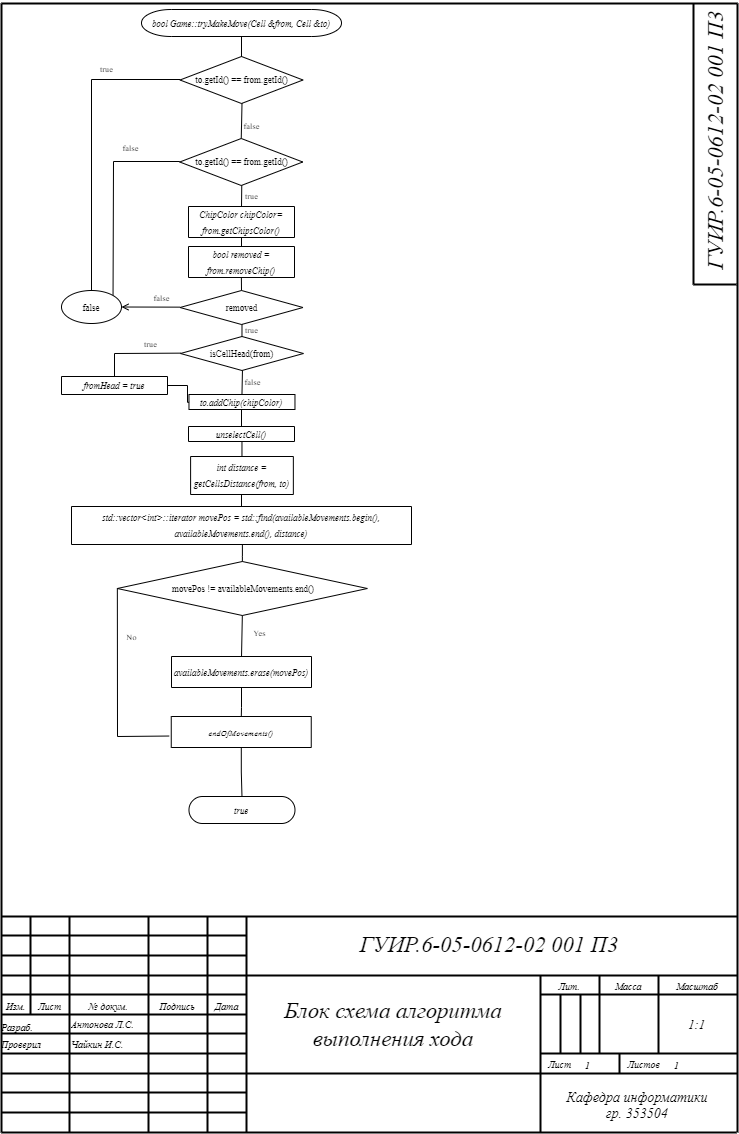 bool Game::tryMakeMove(Cell &from, Cell &to)
ГУИР.6-05-0612-02 001 ПЗ
true
to.getId() == from.getId()
false
false
to.getId() == from.getId()
true
ChipColor chipColor=
from.getChipsColor()
bool removed =
from.removeChip()
false
false
removed
true
true
isCellHead(from)
false
fromHead = true
to.addChip(chipColor)
unselectCell()
int distance =
getCellsDistance(from, to)
std::vector<int>::iterator movePos = std::find(availableMovements.begin(),
availableMovements.end(), distance)
movePos != availableMovements.end()
No
Yes
availableMovements.erase(movePos)
endOfMovements()
true
ГУИР.6-05-0612-02 001 ПЗ
Изм. Лист № докум. Подпись Дата
Разраб. Антонова Л.С.
Проверил Чайкин И.С.
Блок схема алгоритма
выполнения хода
Лит. Масса Масштаб
1:1
Лист 1 Листов 1
Кафедра информатики
гр. 353504